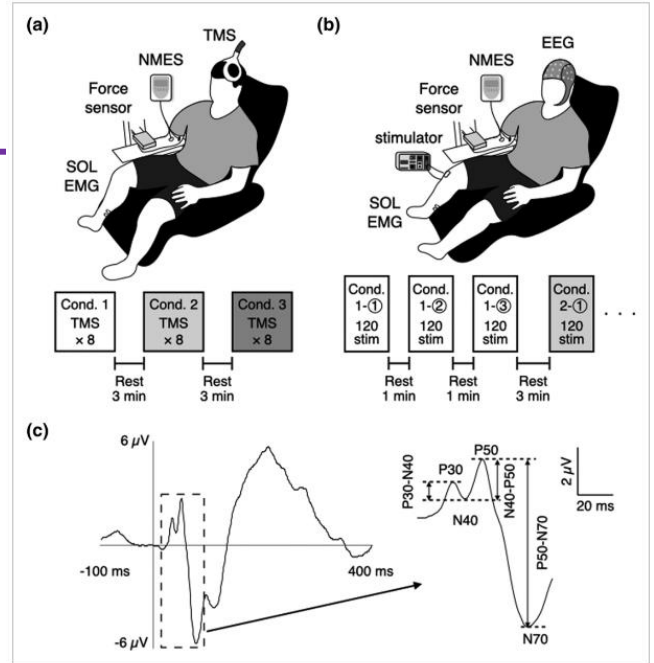 (a)
TMS
NMES
Force
sensor
SOL
EMG
Cond. 1
TMS
× 8
Cond. 2
TMS
× 8
Cond. 3
TMS
× 8
Rest
3 min
Rest
3 min
(b)
EEG
NMES
Force
sensor
stimulator
SOL
EMG
Cond.
1-①
120
stim
Cond.
1-②
120
stim
Cond.
1-③
120
stim
Cond.
2-①
120
stim
. . .
Rest
1 min
Rest
1 min
Rest
3 min
(c)
6 μV
-100 ms
400 ms
-6 μV
P30-N40
P30
P50
N40
N40-P50
P50-N70
N70
2 μV
20 ms